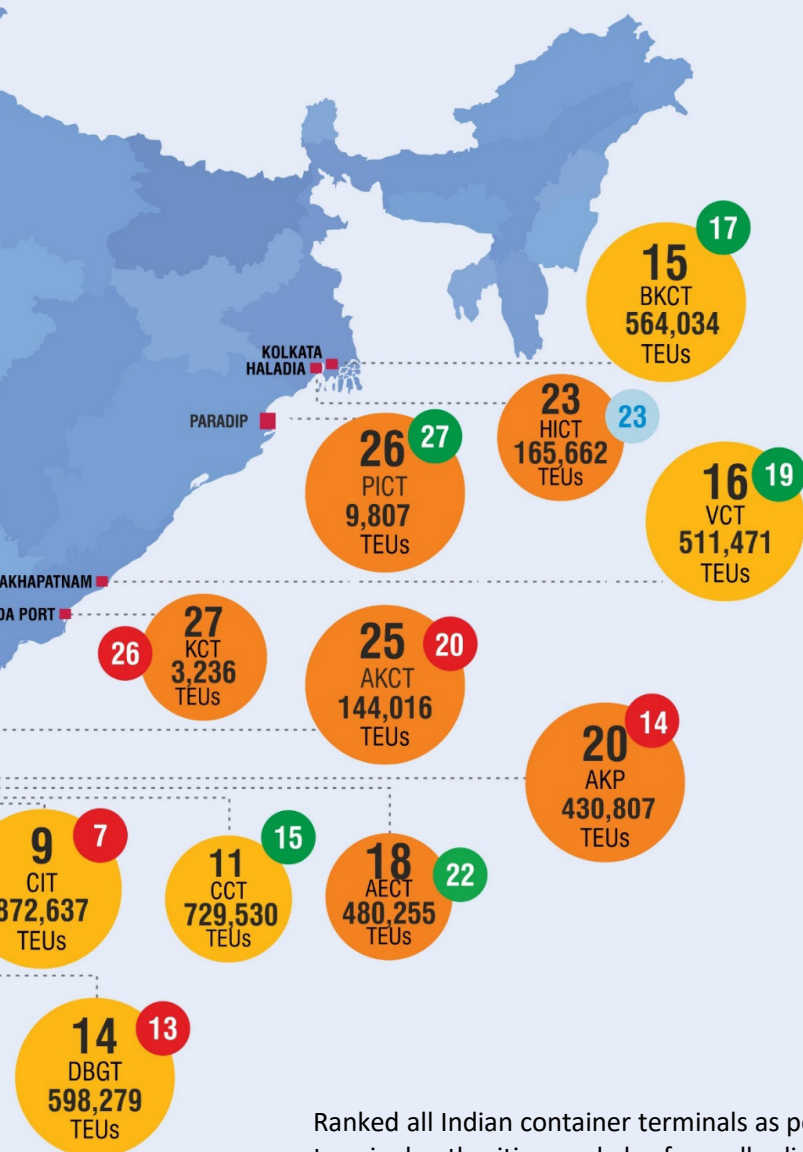 17
15
BKCT
564,034
TEUs
KOLKATA
HALADIA
PARADIP
23
HICT
165,662
TEUs
23
26
PICT
9,807
TEUs
27
16
VCT
511,471
TEUs
19
AKHAPATNAM
DA PORT
27
KCT
3,236
TEUs
26
25
AKCT
144,016
TEUs
20
20
AKP
430,807
TEUs
14
9
CIT
872,637
TEUs
7
11
CCT
729,530
TEUs
15
18
AECT
480,255
TEUs
22
14
DBGT
598,279
TEUs
13
Ranked all Indian container terminals as